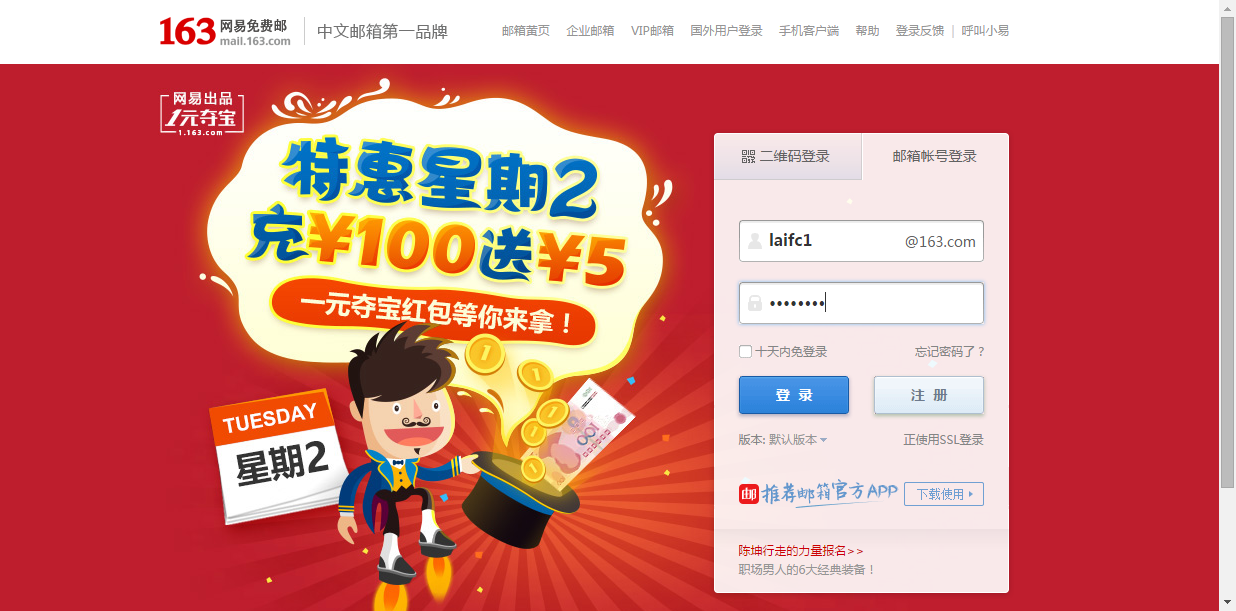 163 网易免费邮
mail.163.com
中文邮箱第一品牌
邮箱黄页 企业邮箱 VIP邮箱 国外用户登录 手机客户端 帮助 登录反馈 | 呼叫小易
网易出品
1元夺宝
1.163.com
特惠星期2
充¥100送¥5
一元夺宝红包等你来拿！
TUESDAY
星期2
1
1
1
1
1
100
二维码登录
邮箱帐号登录
laifc1 @163.com
••••••••
十天内免登录 忘记密码了？
登 录 注 册
版本: 默认版本 正使用SSL登录
邮 推荐邮箱官方APP 下载使用
陈坤行走的力量报名>>
职场男人的6大经典装备！